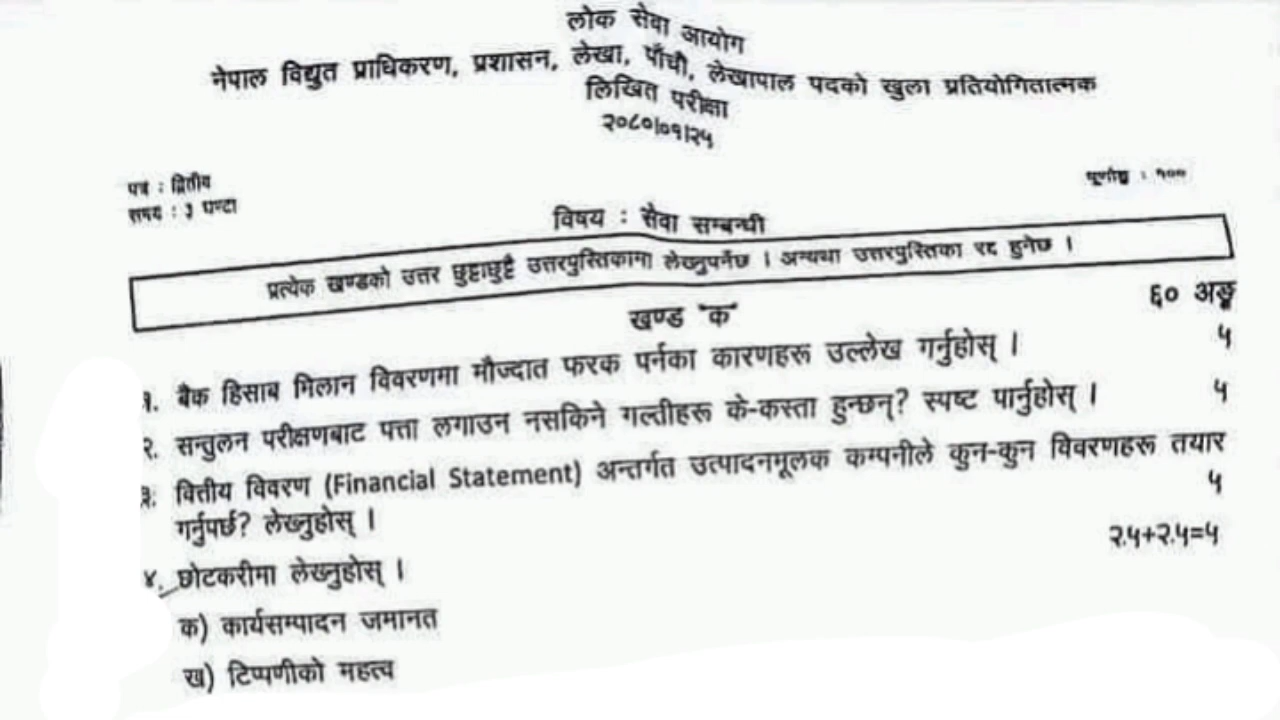 लोक सेवा आयोग
नेपाल विद्युत प्राधिकरण, प्रशासन, लेखा, पाँचौ, लेखापाल पदको खुला प्रतियोगितात्मक
लिखित परीक्षा
२०८०।०१।२५
पत्र : द्वितीय
पूर्णाङ्क : १००
समय : ३ घण्टा
विषय : सेवा सम्बन्धी
प्रत्येक खण्डको उत्तर छुट्टाछुट्टै उत्तरपुस्तिकामा लेख्नुपर्नेछ । अन्यथा उत्तरपुस्तिका रद्द हुनेछ ।
खण्ड "क"
६० अङ्क
१. बैंक हिसाब मिलान विवरणमा मौज्दात फरक पर्नका कारणहरू उल्लेख गर्नुहोस् । ५
२. सन्तुलन परीक्षणबाट पत्ता लगाउन नसकिने गल्तीहरू के-कस्ता हुन्छन्? स्पष्ट पार्नुहोस् । ५
३. वित्तीय विवरण (Financial Statement) अन्तर्गत उत्पादनमूलक कम्पनीले कुन-कुन विवरणहरू तयार
गर्नुपर्छ? लेख्नुहोस् । ५
४. छोटकरीमा लेख्नुहोस् । २.५+२.५=५
क) कार्यसम्पादन जमानत
ख) टिप्पणीको महत्व